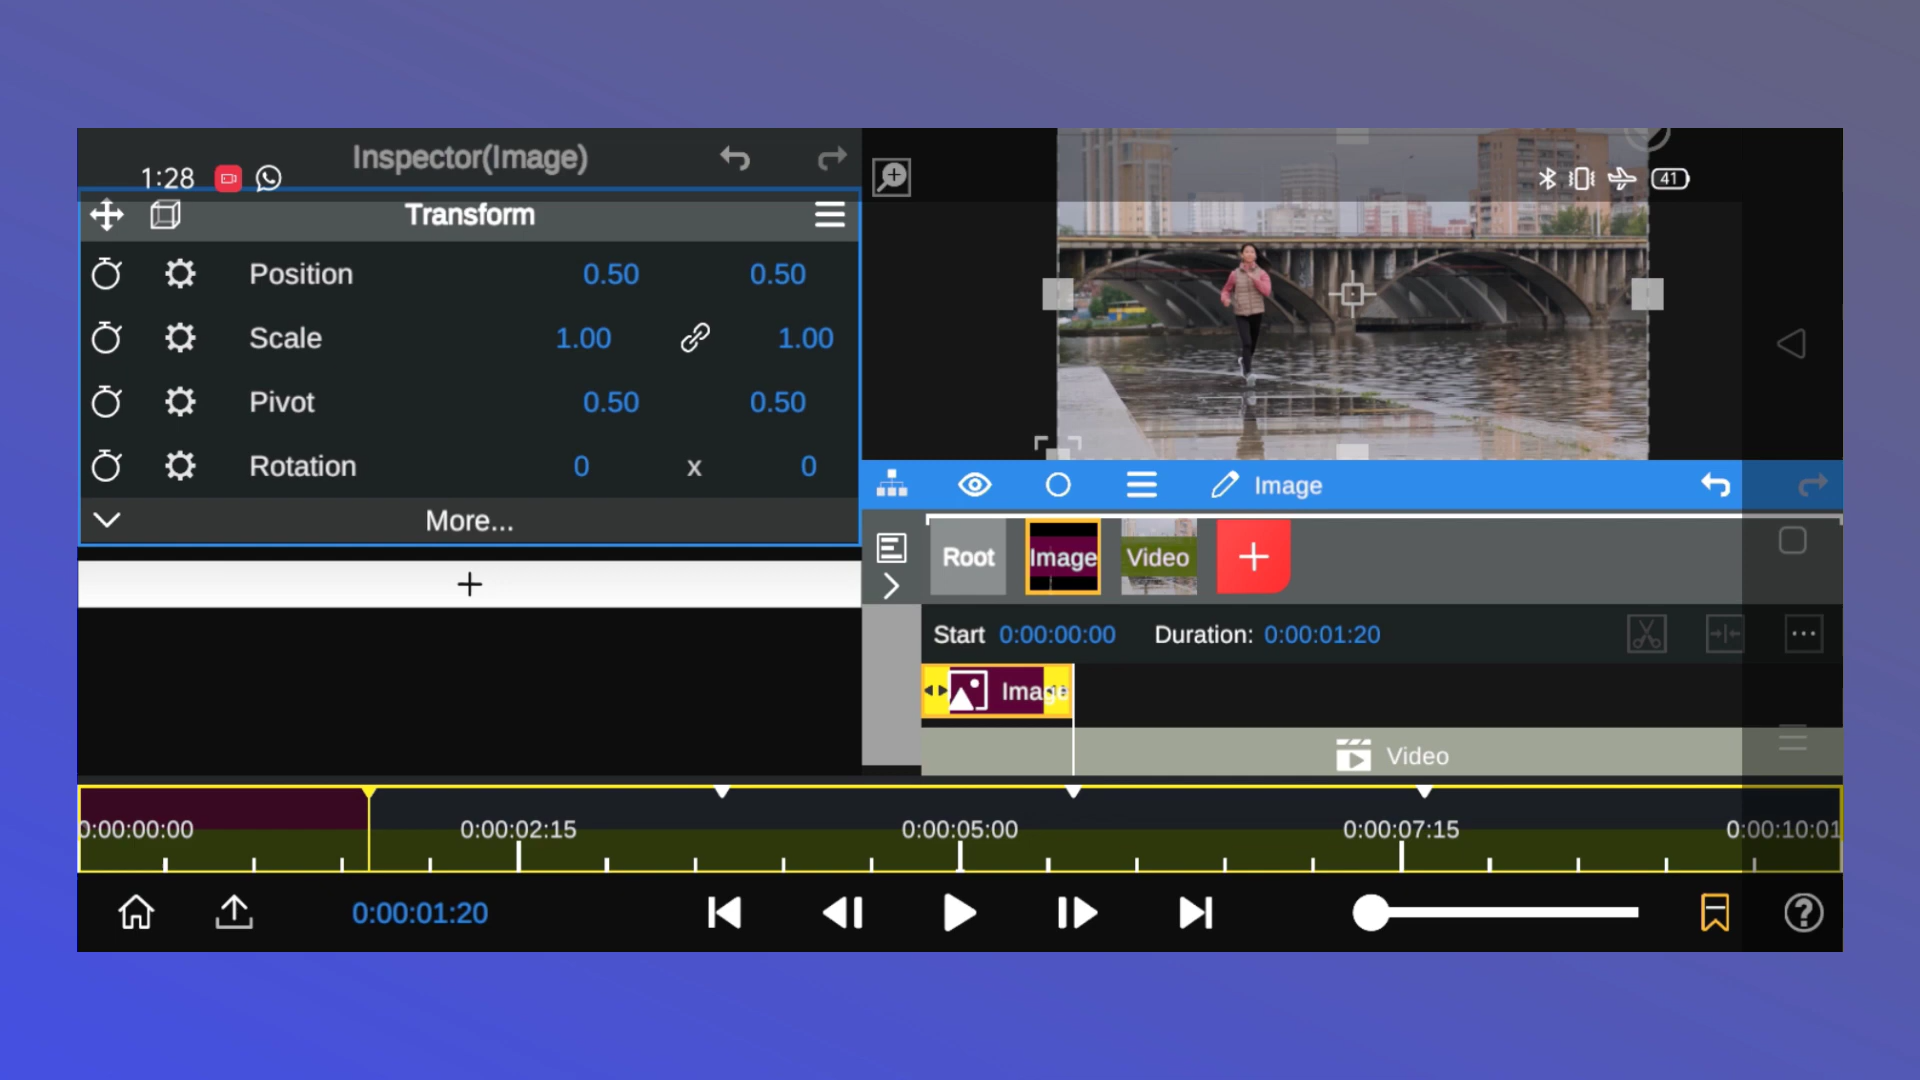 Inspector(Image)
1:28
41
Transform
Position 0.50 0.50
Scale 1.00 1.00
Pivot 0.50 0.50
Rotation 0 x 0
More...
+
Image
Root Image Video +
Start 0:00:00:00 Duration: 0:00:01:20
Image
Video
0:00:00:00 0:00:02:15 0:00:05:00 0:00:07:15 0:00:10:01
0:00:01:20